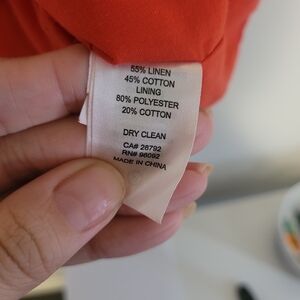 55% LINEN
45% COTTON
LINING
80% POLYESTER
20% COTTON
DRY CLEAN
CA# 28792
RN# 96092
MADE IN CHINA